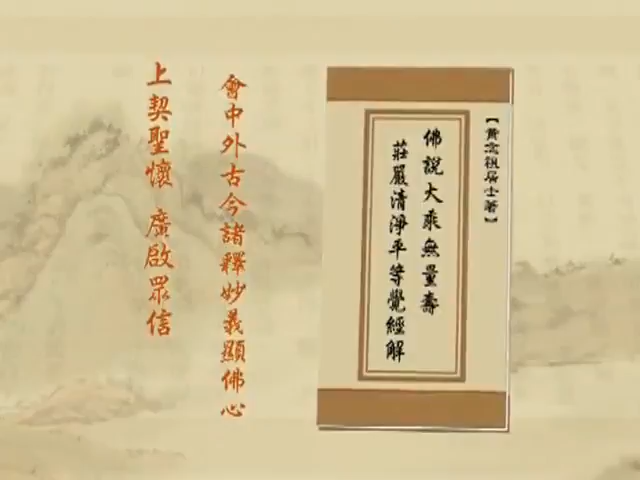 【黃念祖居士著】
佛說大乘無量壽
莊嚴清淨平等覺經解
會中外古今諸釋妙義顯佛心
上契聖懷 廣啟眾信